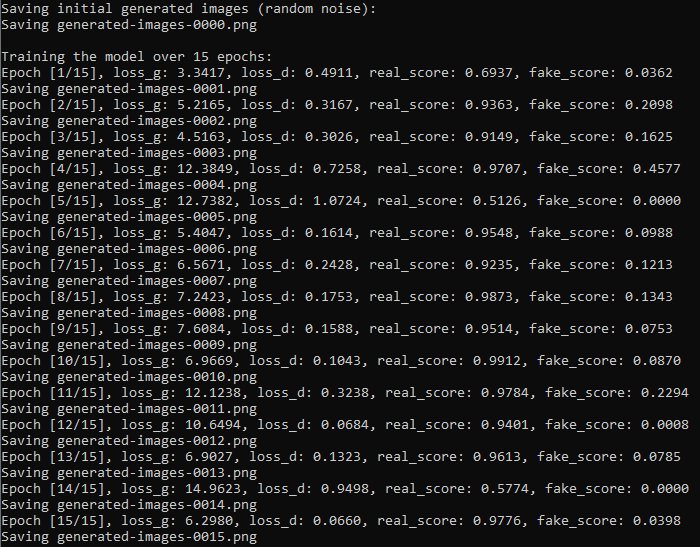 Saving initial generated images (random noise):
Saving generated-images-0000.png
Training the model over 15 epochs:
Epoch [1/15], loss_g: 3.3417, loss_d: 0.4911, real_score: 0.6937, fake_score: 0.0362
Saving generated-images-0001.png
Epoch [2/15], loss_g: 5.2165, loss_d: 0.3167, real_score: 0.9363, fake_score: 0.2098
Saving generated-images-0002.png
Epoch [3/15], loss_g: 4.5163, loss_d: 0.3026, real_score: 0.9149, fake_score: 0.1625
Saving generated-images-0003.png
Epoch [4/15], loss_g: 12.3849, loss_d: 0.7258, real_score: 0.9707, fake_score: 0.4577
Saving generated-images-0004.png
Epoch [5/15], loss_g: 12.7382, loss_d: 1.0724, real_score: 0.5126, fake_score: 0.0000
Saving generated-images-0005.png
Epoch [6/15], loss_g: 5.4047, loss_d: 0.1614, real_score: 0.9548, fake_score: 0.0988
Saving generated-images-0006.png
Epoch [7/15], loss_g: 6.5671, loss_d: 0.2428, real_score: 0.9235, fake_score: 0.1213
Saving generated-images-0007.png
Epoch [8/15], loss_g: 7.2423, loss_d: 0.1753, real_score: 0.9873, fake_score: 0.1343
Saving generated-images-0008.png
Epoch [9/15], loss_g: 7.6084, loss_d: 0.1588, real_score: 0.9514, fake_score: 0.0753
Saving generated-images-0009.png
Epoch [10/15], loss_g: 6.9669, loss_d: 0.1043, real_score: 0.9912, fake_score: 0.0870
Saving generated-images-0010.png
Epoch [11/15], loss_g: 12.1238, loss_d: 0.3238, real_score: 0.9784, fake_score: 0.2294
Saving generated-images-0011.png
Epoch [12/15], loss_g: 10.6494, loss_d: 0.0684, real_score: 0.9401, fake_score: 0.0008
Saving generated-images-0012.png
Epoch [13/15], loss_g: 6.9027, loss_d: 0.1323, real_score: 0.9613, fake_score: 0.0785
Saving generated-images-0013.png
Epoch [14/15], loss_g: 14.9623, loss_d: 0.9498, real_score: 0.5774, fake_score: 0.0000
Saving generated-images-0014.png
Epoch [15/15], loss_g: 6.2980, loss_d: 0.0660, real_score: 0.9776, fake_score: 0.0398
Saving generated-images-0015.png